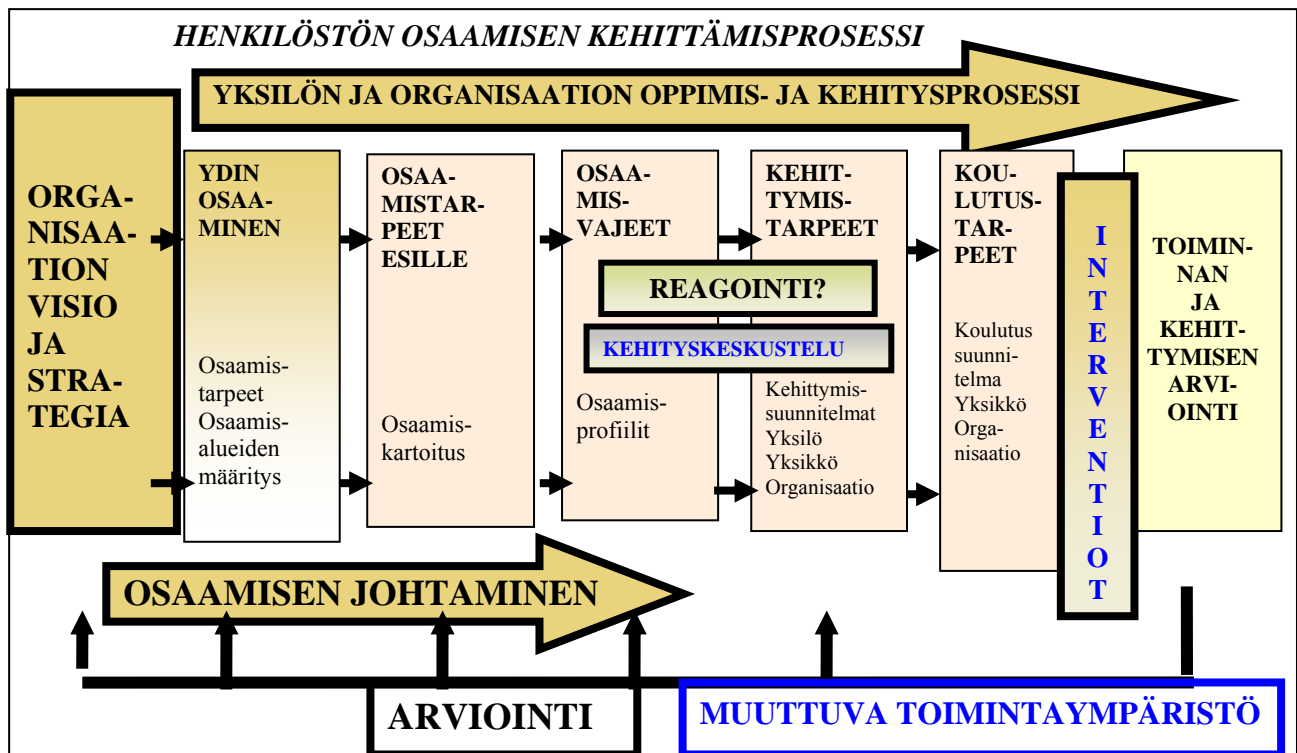 HENKILÖSTÖN OSAAMISEN KEHITTÄMISPROSESSI
YKSILÖN JA ORGANISAATION OPPIMIS- JA KEHITYSPROSESSI
ORGA-
NISAA-
TION
VISIO
JA
STRA-
TEGIA
YDIN
OSAA-
MINEN
Osaamis-
tarpeet
Osaamis-
alueiden
määritys
OSAA-
MISTAR-
PEET
ESILLE
Osaamis-
kartoitus
OSAA-
MIS-
VAJEET
Osaamis-
profiilit
KEHIT-
TYMIS-
TARPEET
REAGOINTI?
KEHITYSKESKUSTELU
Kehittymis-
suunnitelmat
Yksilö
Yksikkö
Organisaatio
KOU-
LUTUS-
TAR-
PEET
Koulutus
suunni-
telma
Yksikkö
Orga-
nisaatio
I
N
T
E
R
V
E
N
T
I
O
T
TOIMIN-
NAN
JA
KEHIT-
TYMISEN
ARVI-
OINTI
OSAAMISEN JOHTAMINEN
ARVIOINTI
MUUTTUVA TOIMINTAYMPÄRISTÖ